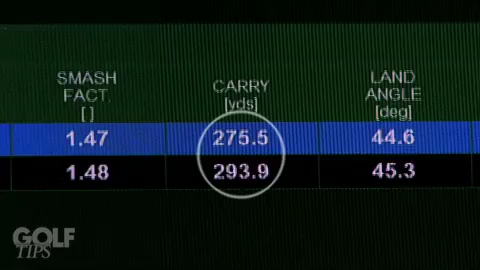 SMASH FACT. [ ] CARRY [yds] LAND ANGLE [deg]
1.47 275.5 44.6
1.48 293.9 45.3
GOLF
TIPS